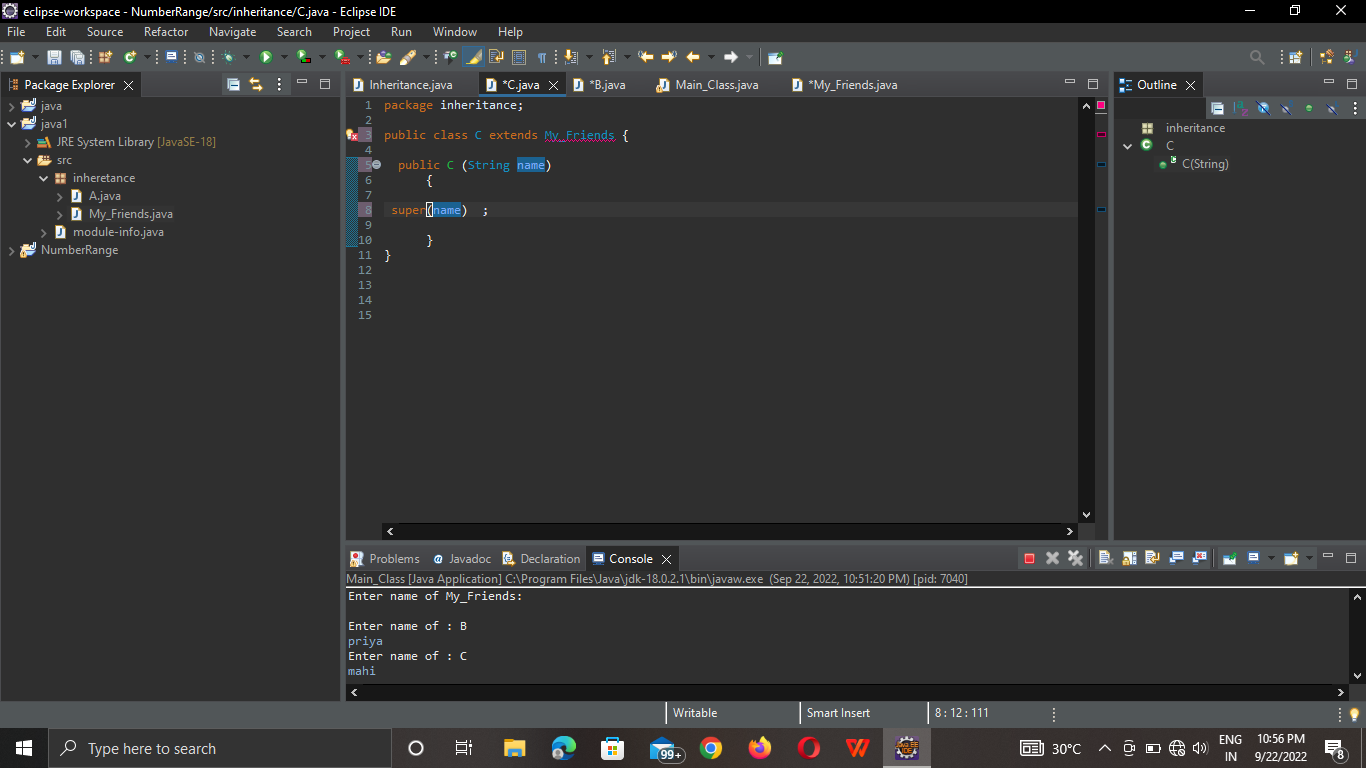 eclipse-workspace - NumberRange/src/inheritance/C.java - Eclipse IDE
File Edit Source Refactor Navigate Search Project Run Window Help
Package Explorer
java
java1
JRE System Library [JavaSE-18]
src
inheretance
A.java
My_Friends.java
module-info.java
NumberRange
Inheritance.java *C.java *B.java Main_Class.java *My_Friends.java
1 package inheritance;
2
3 public class C extends My_Friends {
4
5 public C (String name)
6 {
7
8 super(name) ;
9
10 }
11 }
12
13
14
15
Outline
inheritance
C
C(String)
Problems @ Javadoc Declaration Console
Main_Class [Java Application] C:\Program Files\Java\jdk-18.0.2.1\bin\javaw.exe (Sep 22, 2022, 10:51:20 PM) [pid: 7040]
Enter name of My_Friends:
Enter name of : B
priya
Enter name of : C
mahi
Writable Smart Insert 8 : 12 : 111
Type here to search 99+ 30°C ENG IN 10:56 PM 9/22/2022 8